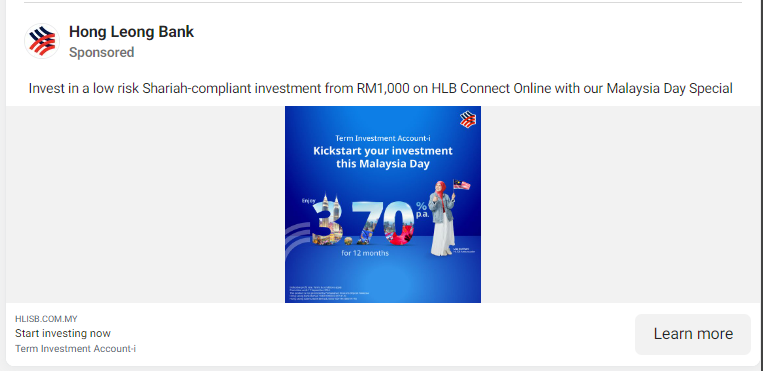 Hong Leong Bank
Sponsored
Invest in a low risk Shariah-compliant investment from RM1,000 on HLB Connect Online with our Malaysia Day Special
Term Investment Account-i
Kickstart your investment
this Malaysia Day
Enjoy
3.70 % p.a.
for 12 months
HLISB.COM.MY
Start investing now
Term Investment Account-i
Learn more